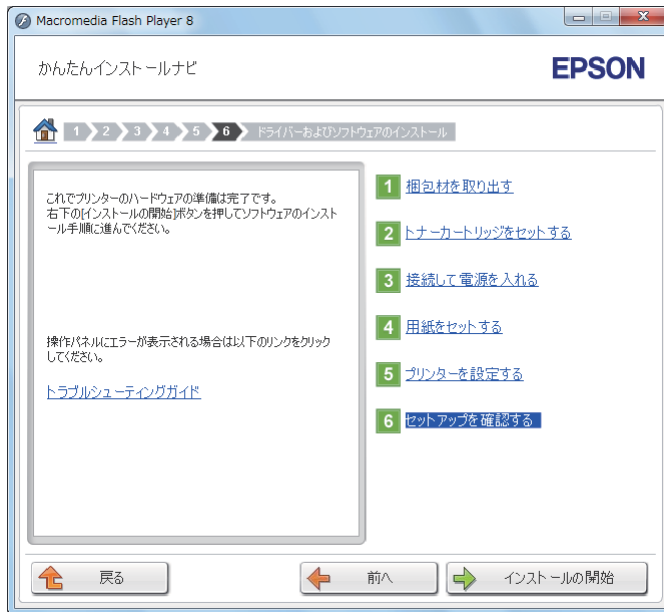 Macromedia Flash Player 8
かんたんインストールナビ
EPSON
1 2 3 4 5 6 ドライバーおよびソフトウェアのインストール
これでプリンターのハードウェアの準備は完了です。
右下の[インストールの開始]ボタンを押してソフトウェアのインスト
ール手順に進んでください。
操作パネルにエラーが表示される場合は以下のリンクをクリック
してください。
トラブルシューティングガイド
1 梱包材を取り出す
2 トナーカートリッジをセットする
3 接続して電源を入れる
4 用紙をセットする
5 プリンターを設定する
6 セットアップを確認する
戻る
前へ
インストールの開始